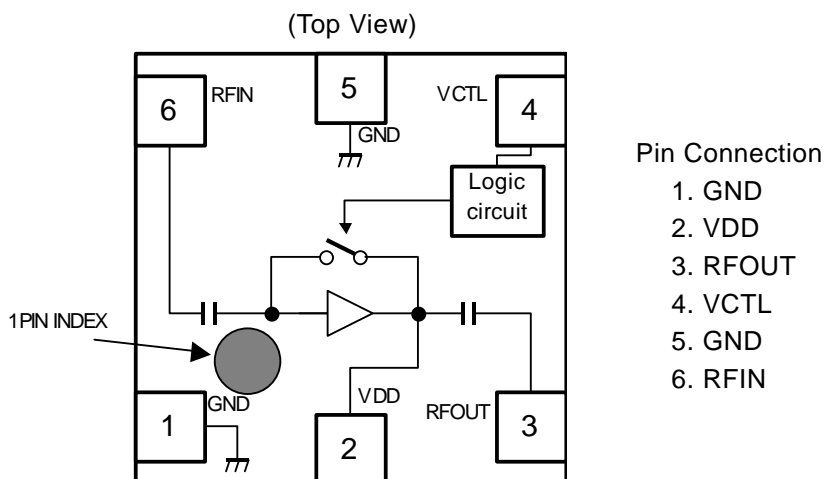 (Top View)
6
RFIN
5
GND
VCTL
4
Logic
circuit
1PIN INDEX
1
GND
VDD
2
RFOUT
3
Pin Connection
1. GND
2. VDD
3. RFOUT
4. VCTL
5. GND
6. RFIN